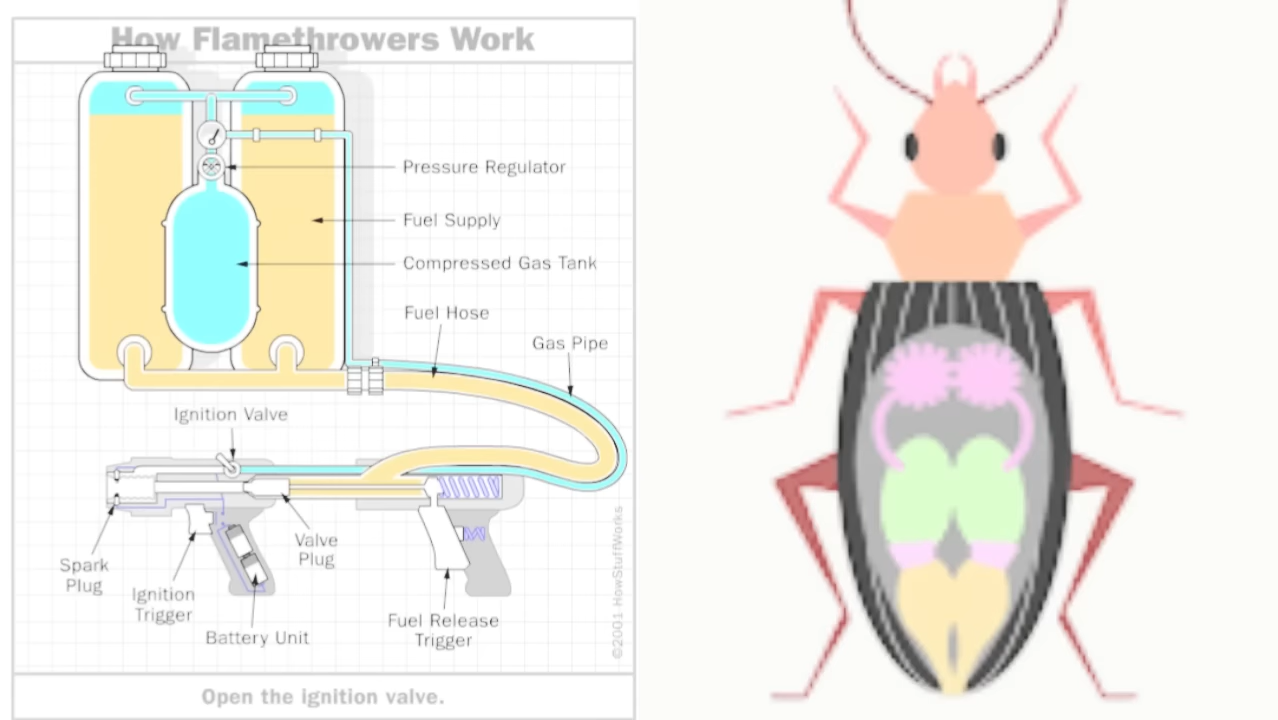 How Flamethrowers Work
Pressure Regulator
Fuel Supply
Compressed Gas Tank
Fuel Hose
Gas Pipe
Ignition Valve
Valve
Plug
Spark
Plug
Ignition
Trigger
Battery Unit
Fuel Release
Trigger
©2001 HowStuffWorks
Open the ignition valve.